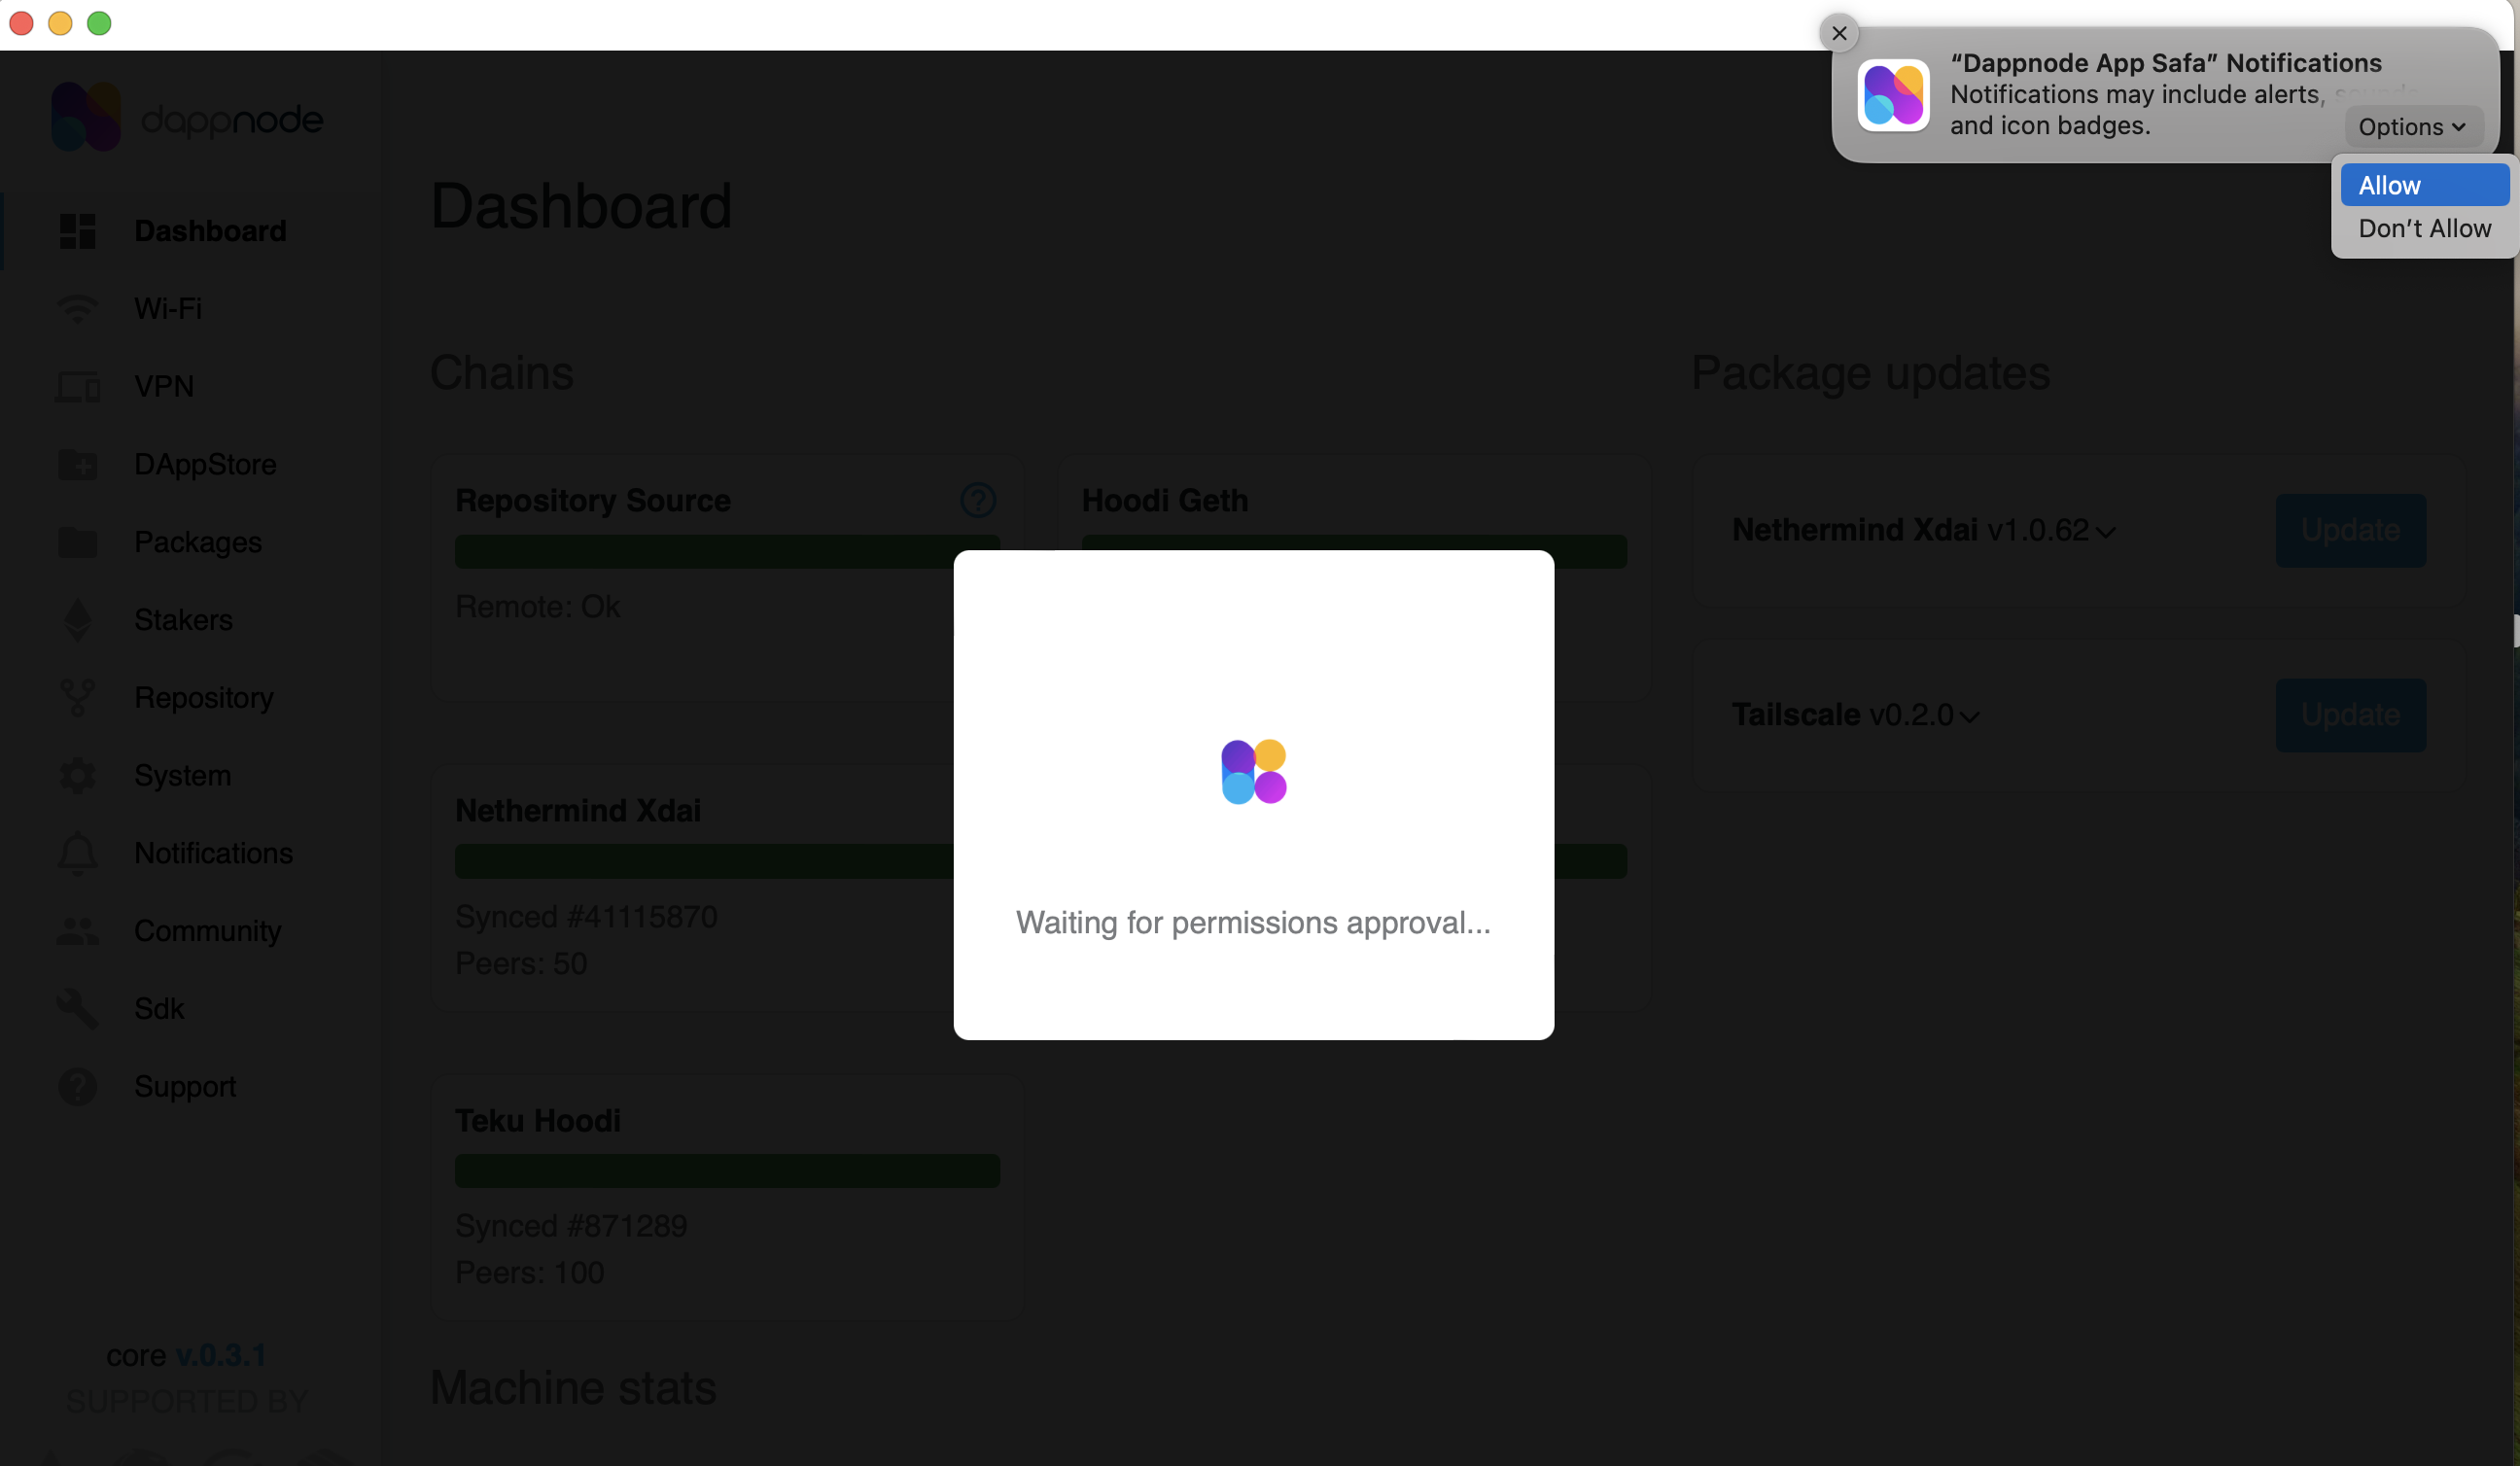 “Dappnode App Safa” Notifications
Notifications may include alerts, sounds
and icon badges.
Options
Allow
Don’t Allow
dappnode
Dashboard
Wi-Fi
VPN
DAppStore
Packages
Stakers
Repository
System
Notifications
Community
Sdk
Support
core v.0.3.1
SUPPORTED BY
Dashboard
Chains
Repository Source
Remote: Ok
Hoodi Geth
Nethermind Xdai
Synced #41115870
Peers: 50
Teku Hoodi
Synced #871289
Peers: 100
Machine stats
Package updates
Nethermind Xdai v1.0.62
Update
Tailscale v0.2.0
Update
Waiting for permissions approval...